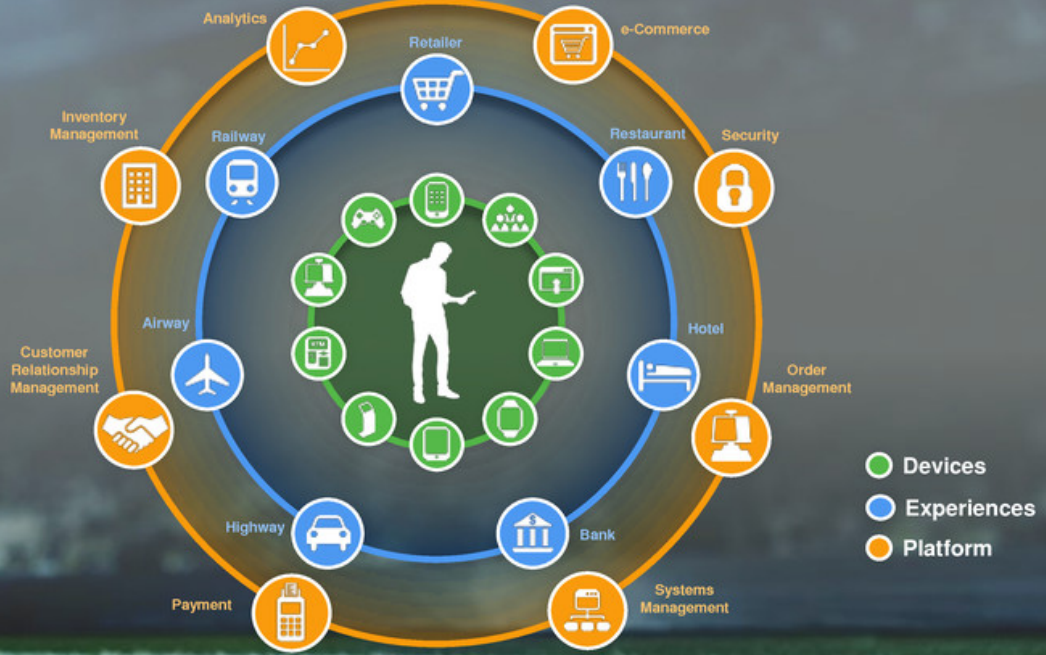 Analytics
e-Commerce
Retailer
Inventory
Management
Railway
Restaurant
Security
Airway
Hotel
Customer
Relationship
Management
Order
Management
Devices
Experiences
Platform
Highway
Bank
Payment
Systems
Management